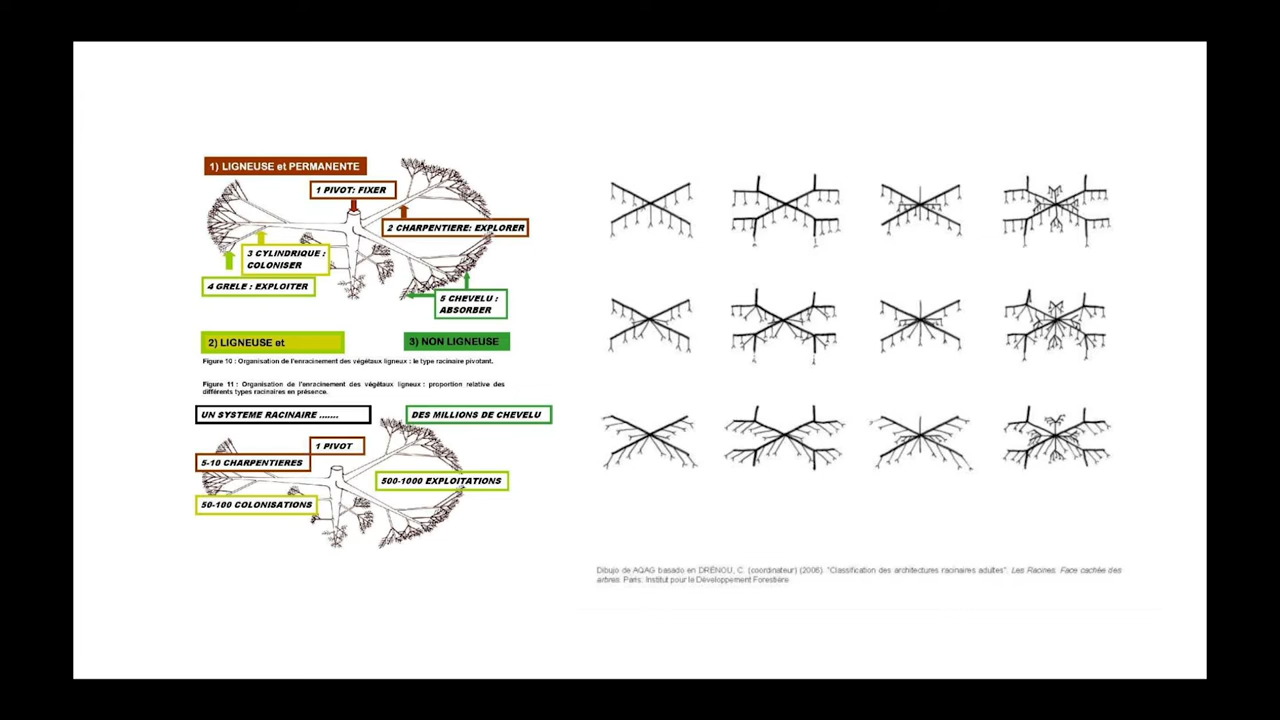 1) LIGNEUSE et PERMANENTE
1 PIVOT: FIXER
2 CHARPENTIERE: EXPLORER
3 CYLINDRIQUE :
COLONISER
4 GRELE : EXPLOITER
5 CHEVELU :
ABSORBER
2) LIGNEUSE et
3) NON LIGNEUSE
Figure 10 : Organisation de l'enracinement des végétaux ligneux : le type racinaire pivotant.
Figure 11 : Organisation de l'enracinement des végétaux ligneux : proportion relative des
différents types racinaires en présence.
UN SYSTEME RACINAIRE .......
DES MILLIONS DE CHEVELU
1 PIVOT
5-10 CHARPENTIERES
500-1000 EXPLOITATIONS
50-100 COLONISATIONS
Dibujo de AQAG basado en DRÉNOU, C. (coordinateur) (2006). "Classification des architectures racinaires adultes". Les Racines. Face cachée des
arbres. Paris: Institut pour le Développement Forestière